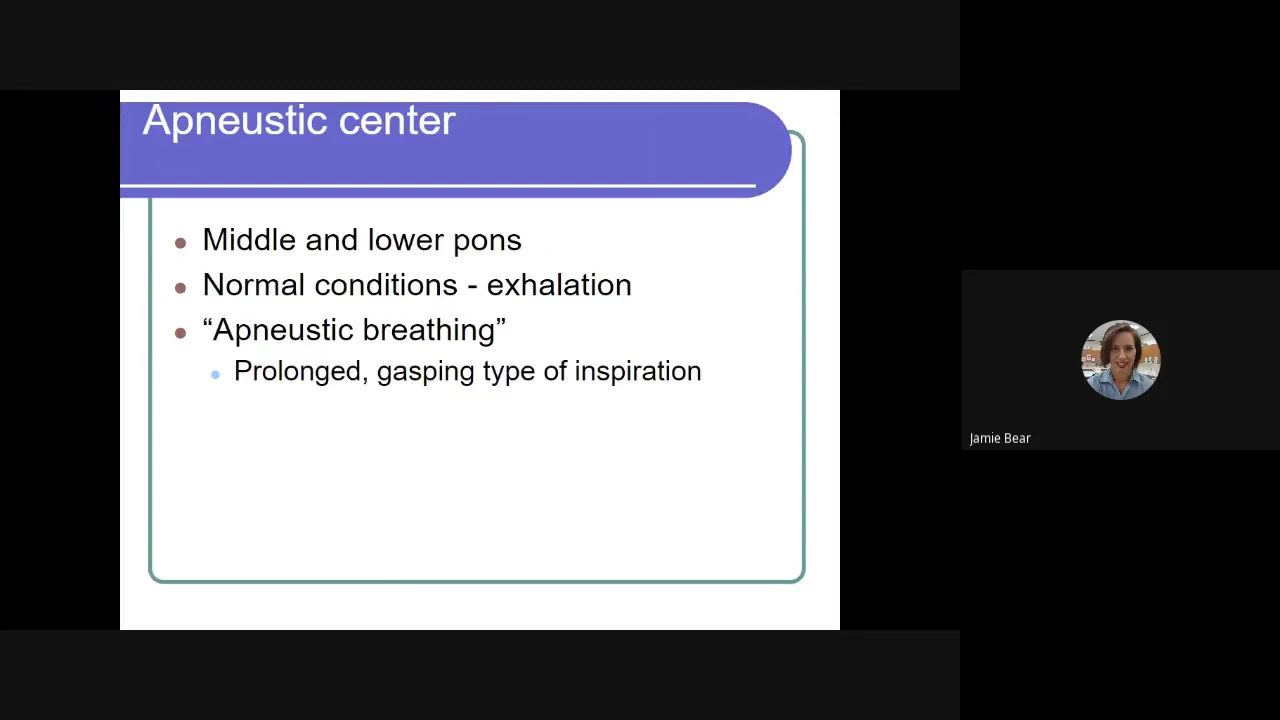 Apneustic center
Middle and lower pons
Normal conditions - exhalation
“Apneustic breathing”
Prolonged, gasping type of inspiration
Jamie Bear